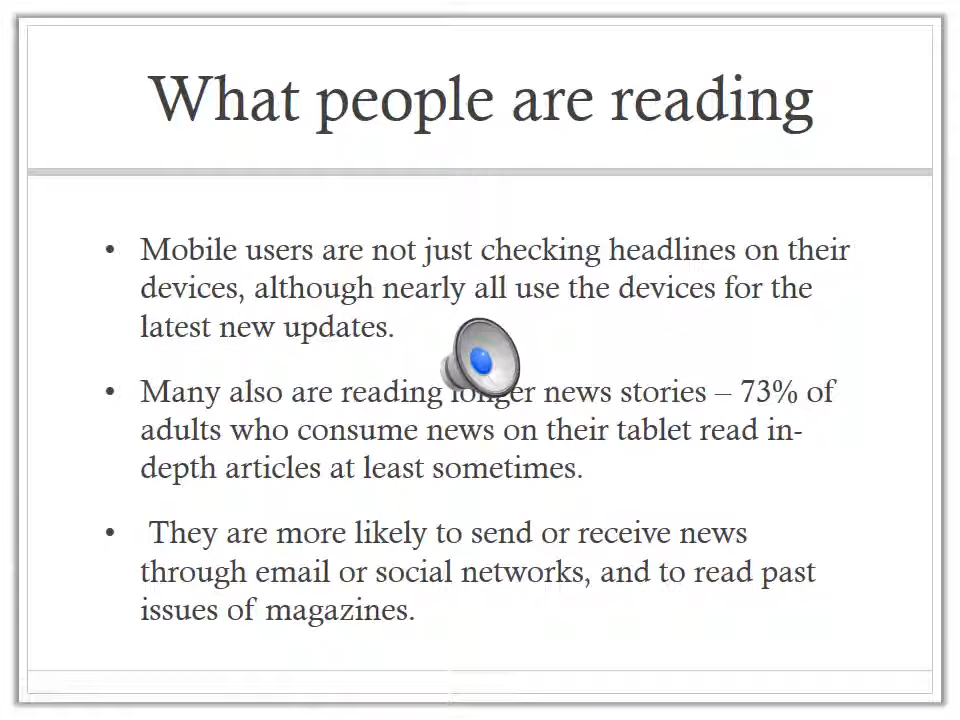 What people are reading
• Mobile users are not just checking headlines on their
devices, although nearly all use the devices for the
latest new updates.
• Many also are reading longer news stories – 73% of
adults who consume news on their tablet read in-
depth articles at least sometimes.
• They are more likely to send or receive news
through email or social networks, and to read past
issues of magazines.